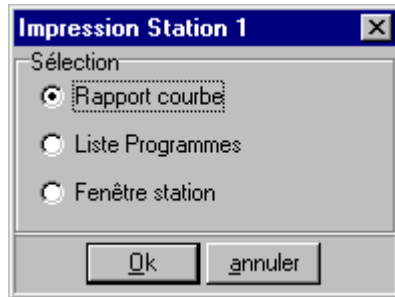 Impression Station 1
Sélection
Rapport courbe
Liste Programmes
Fenêtre station
Ok
annuler